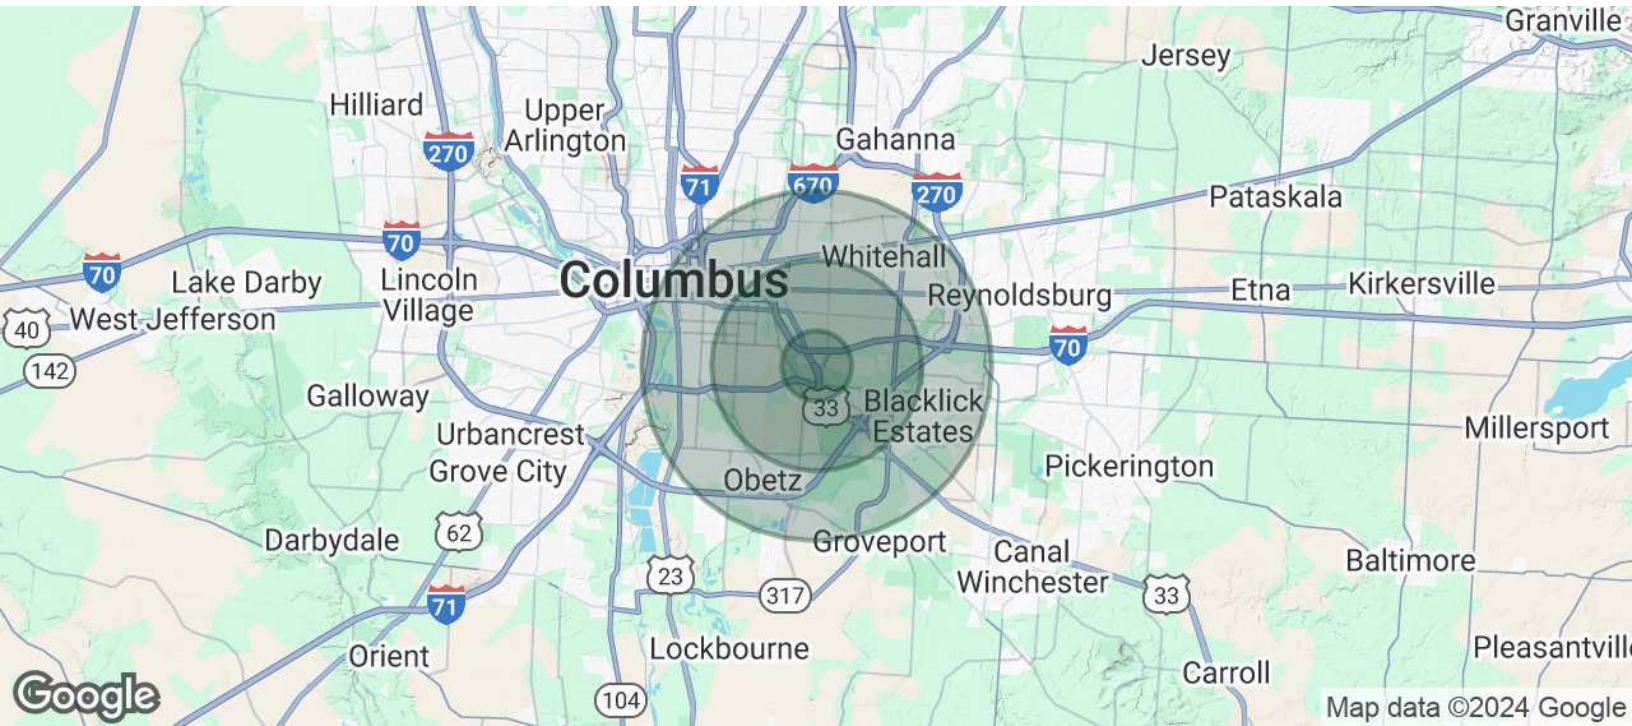 Granville
Jersey
Hilliard
Upper
Arlington
Gahanna
270
71
670
270
Pataskala
70
70
Whitehall
Columbus
Lake Darby
Lincoln
Village
Reynoldsburg
Etna
Kirkersville
40
West Jefferson
142
70
Galloway
33
Blacklick
Estates
Urbancrest
Millersport
Grove City
Obetz
Pickerington
62
Darbydale
Groveport
Canal
Winchester
Baltimore
23
317
33
71
Orient
Lockbourne
Pleasantville
Carroll
104
Google
Map data ©2024 Google